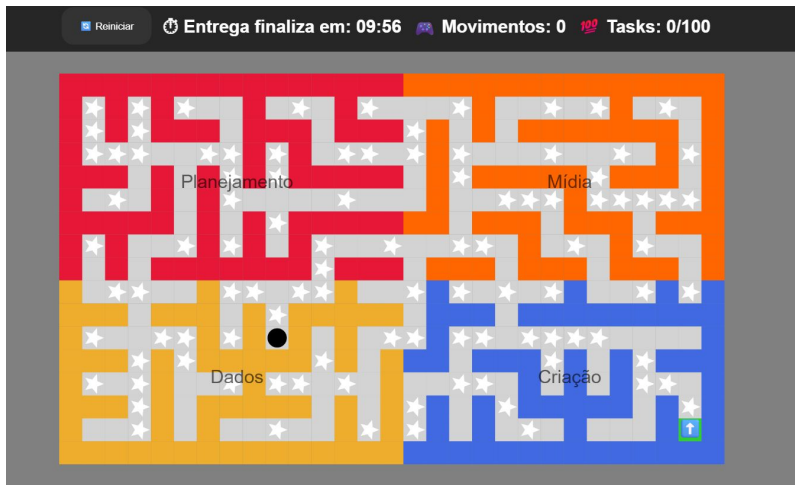 Reiniciar
Entrega finaliza em: 09:56
Movimentos: 0
Tasks: 0/100
Planejamento
Mídia
Dados
Criação